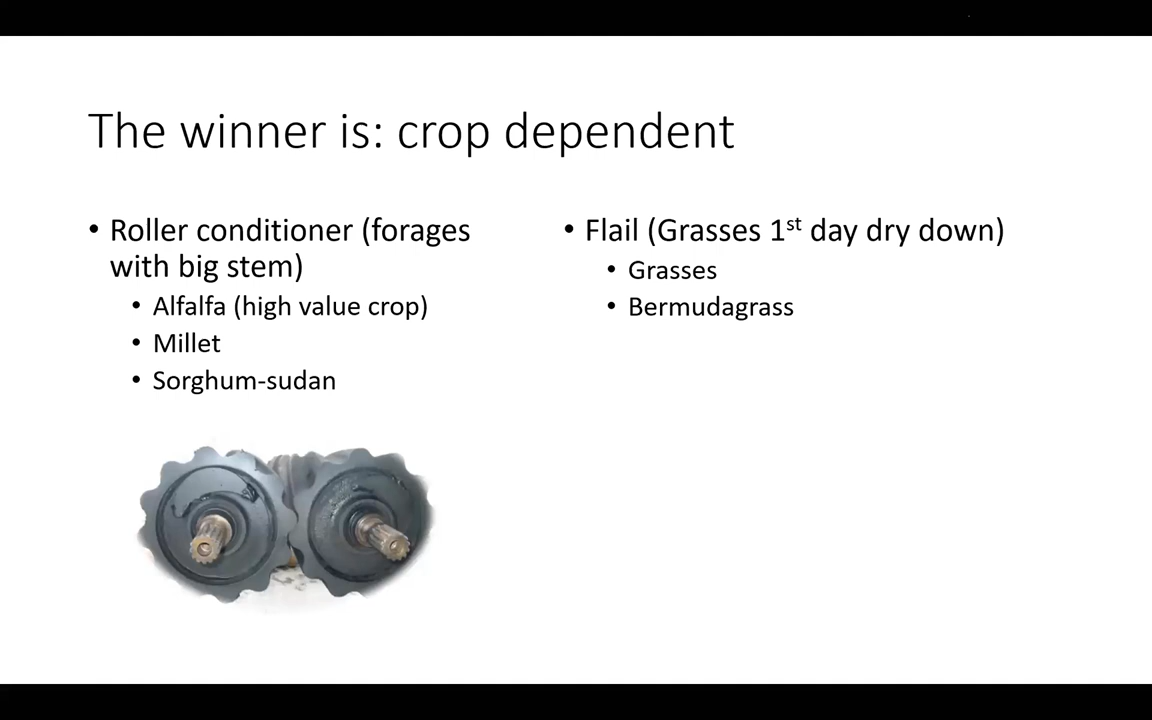 The winner is: crop dependent
• Roller conditioner (forages
with big stem)
• Alfalfa (high value crop)
• Millet
• Sorghum-sudan
• Flail (Grasses 1st day dry down)
• Grasses
• Bermudagrass